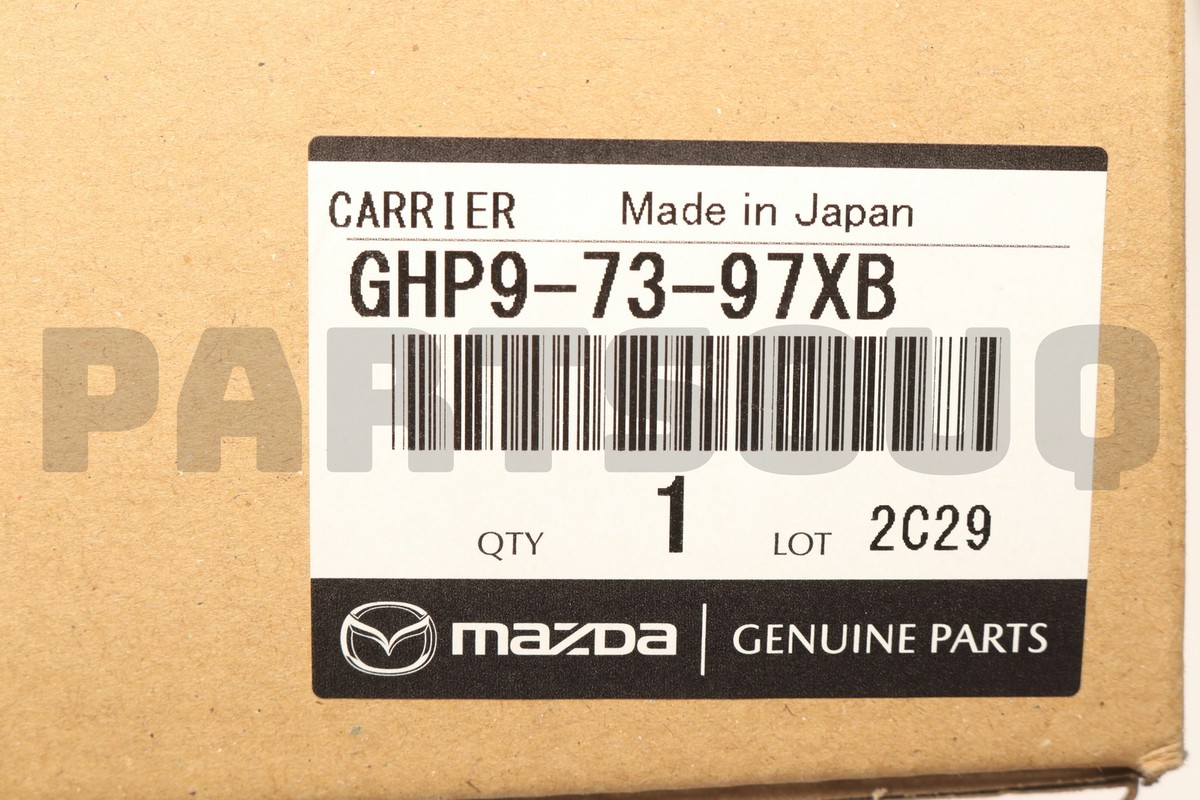 CARRIER Made in Japan
GHP9-73-97XB
PARTSOUQ
QTY 1 LOT 2C29
mazda GENUINE PARTS